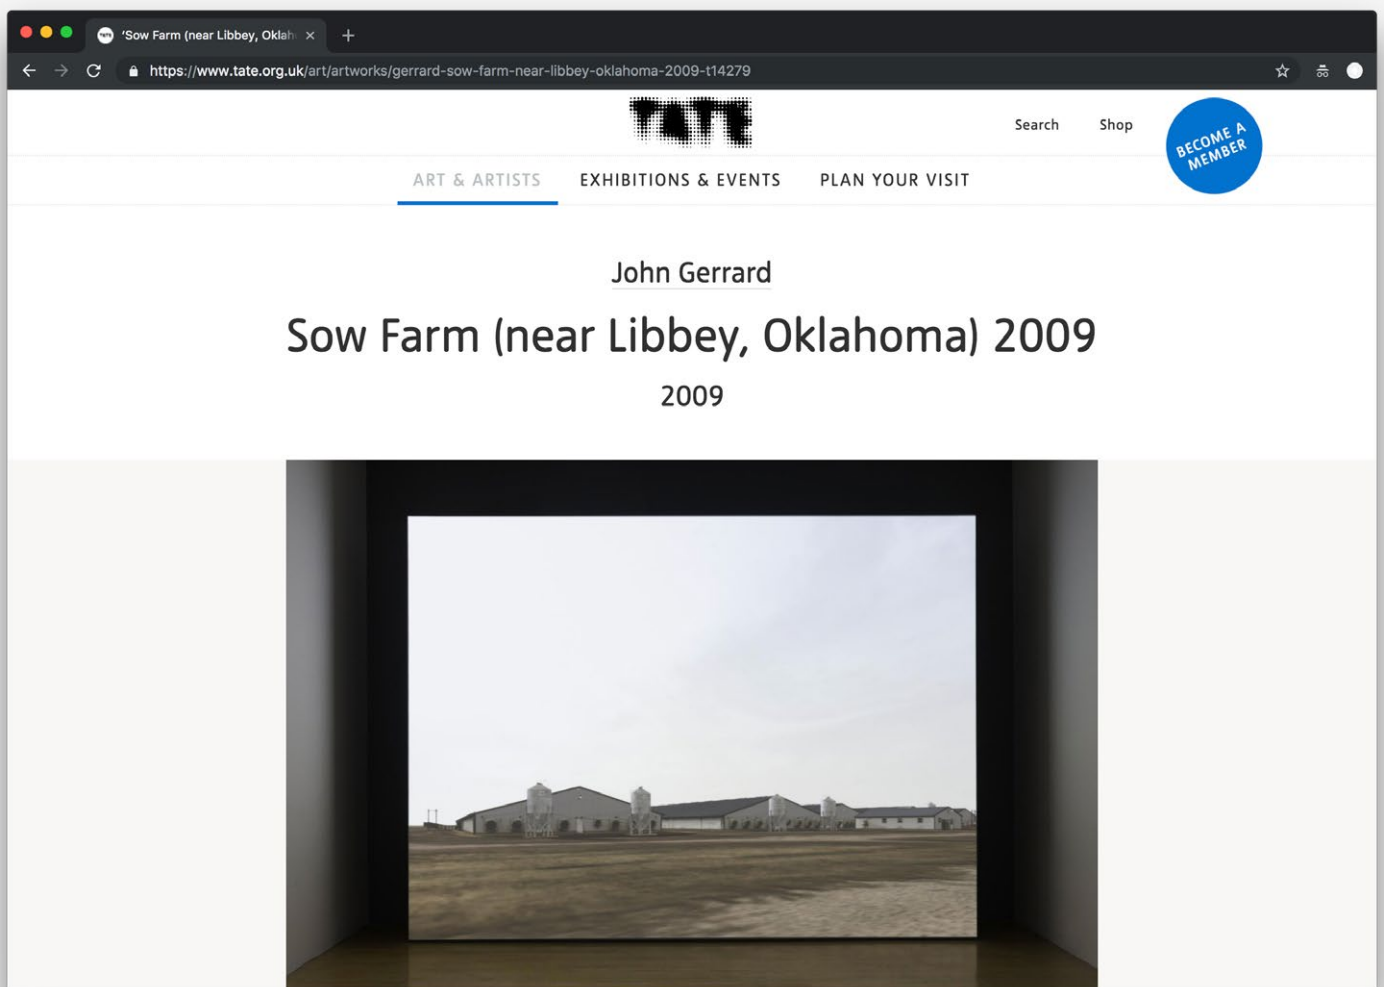 'Sow Farm (near Libbey, Oklah
https://www.tate.org.uk/art/artworks/gerrard-sow-farm-near-libbey-oklahoma-2009-t14279
TATE
Search Shop
BECOME A
MEMBER
ART & ARTISTS EXHIBITIONS & EVENTS PLAN YOUR VISIT
John Gerrard
Sow Farm (near Libbey, Oklahoma) 2009
2009